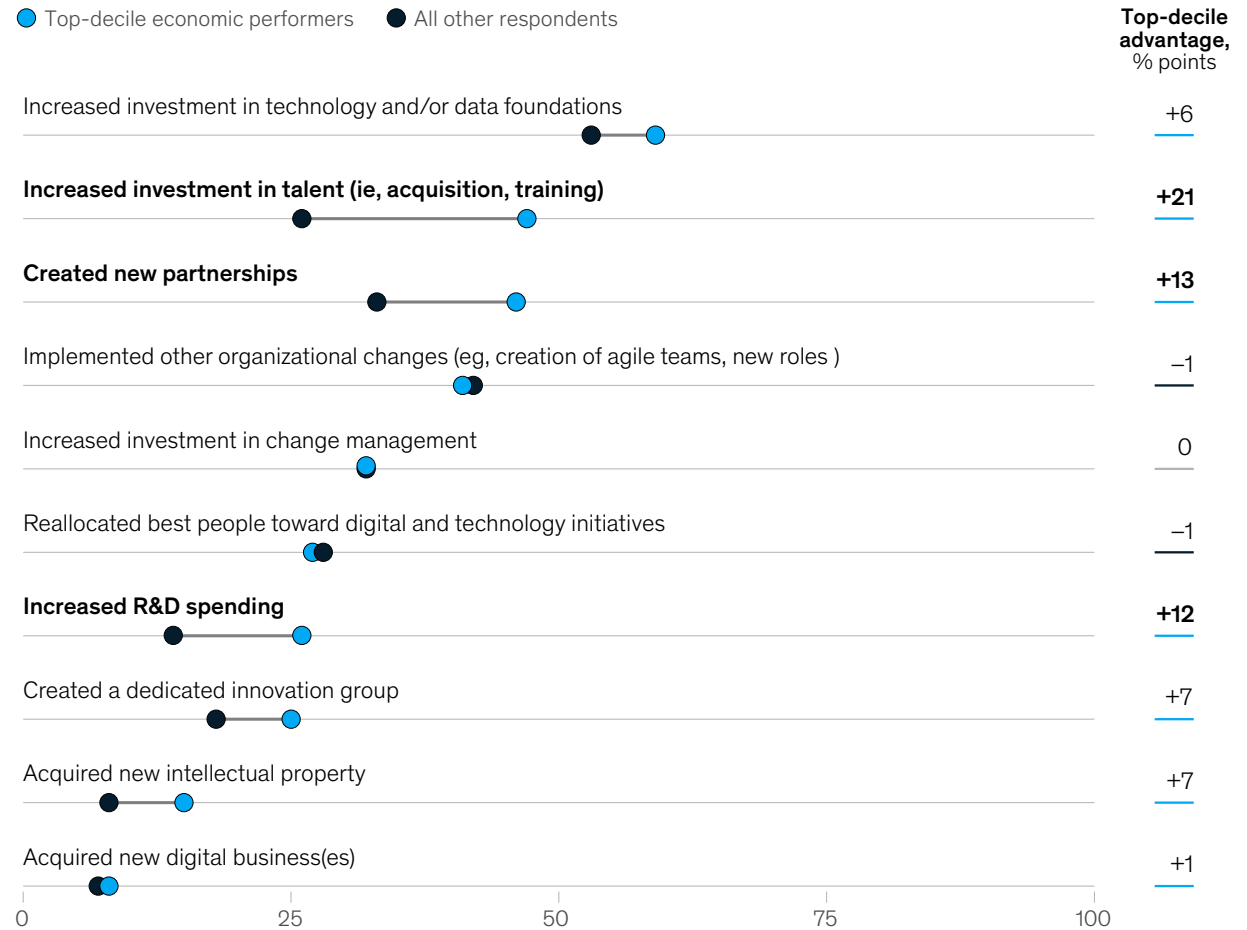 Top-decile economic performers
All other respondents
Top-decile
advantage,
% points
Increased investment in technology and/or data foundations
+6
Increased investment in talent (ie, acquisition, training)
+21
Created new partnerships
+13
Implemented other organizational changes (eg, creation of agile teams, new roles )
–1
Increased investment in change management
0
Reallocated best people toward digital and technology initiatives
–1
Increased R&D spending
+12
Created a dedicated innovation group
+7
Acquired new intellectual property
+7
Acquired new digital business(es)
+1
0 25 50 75 100